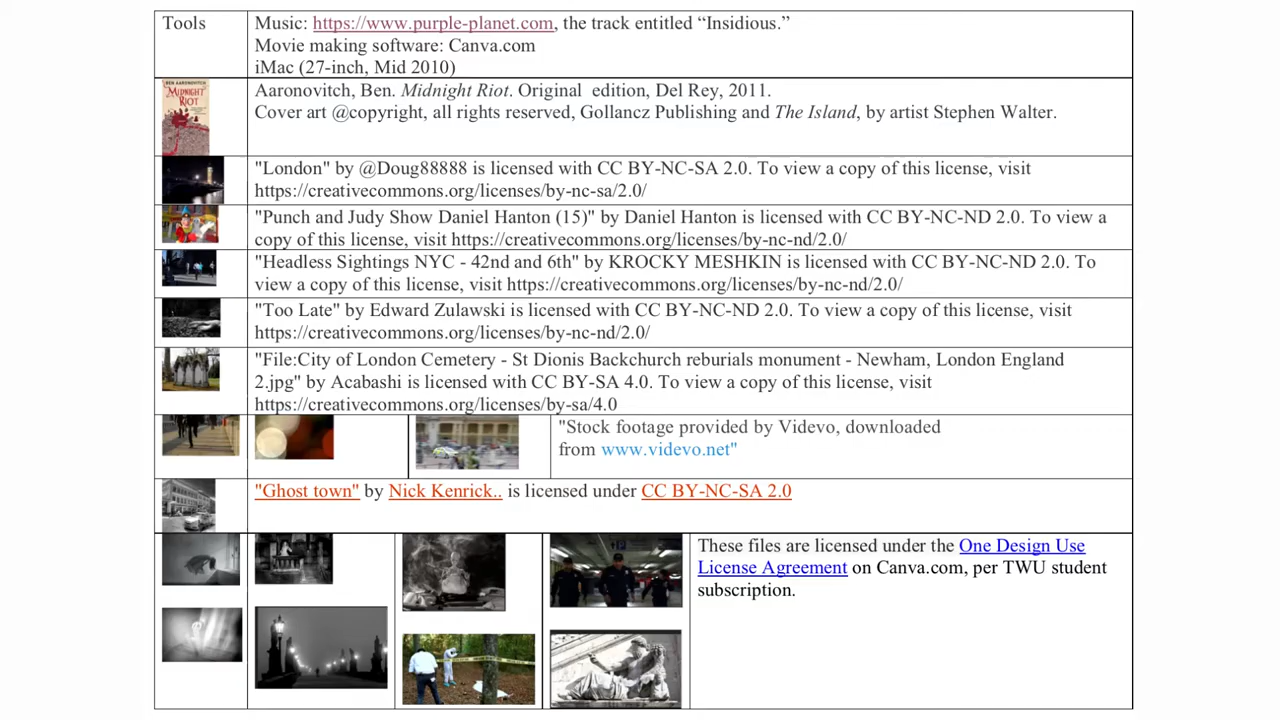 Tools
Music: https://www.purple-planet.com, the track entitled “Insidious.”
Movie making software: Canva.com
iMac (27-inch, Mid 2010)
BEN AARONOVITCH
MIDNIGHT
RIOT
Aaronovitch, Ben. Midnight Riot. Original edition, Del Rey, 2011.
Cover art @copyright, all rights reserved, Gollancz Publishing and The Island, by artist Stephen Walter.
"London" by @Doug88888 is licensed with CC BY-NC-SA 2.0. To view a copy of this license, visit
https://creativecommons.org/licenses/by-nc-sa/2.0/
"Punch and Judy Show Daniel Hanton (15)" by Daniel Hanton is licensed with CC BY-NC-ND 2.0. To view a
copy of this license, visit https://creativecommons.org/licenses/by-nc-nd/2.0/
"Headless Sightings NYC - 42nd and 6th" by KROCKY MESHKIN is licensed with CC BY-NC-ND 2.0. To
view a copy of this license, visit https://creativecommons.org/licenses/by-nc-nd/2.0/
"Too Late" by Edward Zulawski is licensed with CC BY-NC-ND 2.0. To view a copy of this license, visit
https://creativecommons.org/licenses/by-nc-nd/2.0/
"File:City of London Cemetery - St Dionis Backchurch reburials monument - Newham, London England
2.jpg" by Acabashi is licensed with CC BY-SA 4.0. To view a copy of this license, visit
https://creativecommons.org/licenses/by-sa/4.0
"Stock footage provided by Videvo, downloaded
from www.videvo.net"
"Ghost town" by Nick Kenrick.. is licensed under CC BY-NC-SA 2.0
These files are licensed under the One Design Use
License Agreement on Canva.com, per TWU student
subscription.